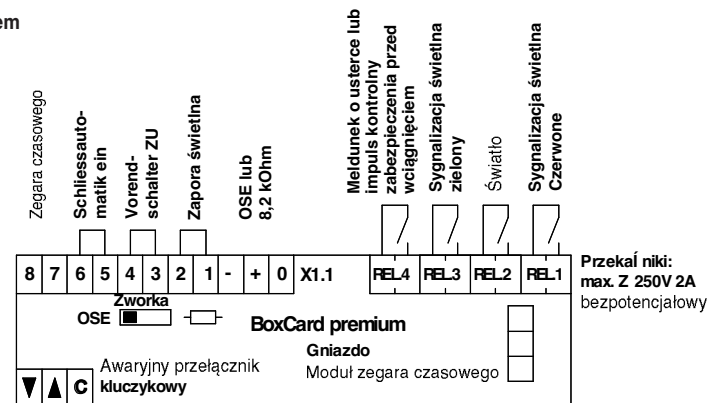 em
Zegara czasowego
Schliessauto-
matik ein
Vorend-
schalter ZU
Zapora świetlna
OSE lub
8,2 kOhm
Meldunek o usterce lub
impuls kontrolny
zabezpieczenia przed
wciągnięciem
Sygnalizacja świetlna
zielony
Światło
Sygnalizacja świetlna
Czerwone
8 7 6 5 4 3 2 1 - + 0 X1.1 REL4 REL3 REL2 REL1
Przekaĺ niki:
max. Z 250V 2A
bezpotencjałowy
Zworka
OSE
BoxCard premium
Gniazdo
Moduł zegara czasowego
Awaryjny przełącznik
kluczykowy
C